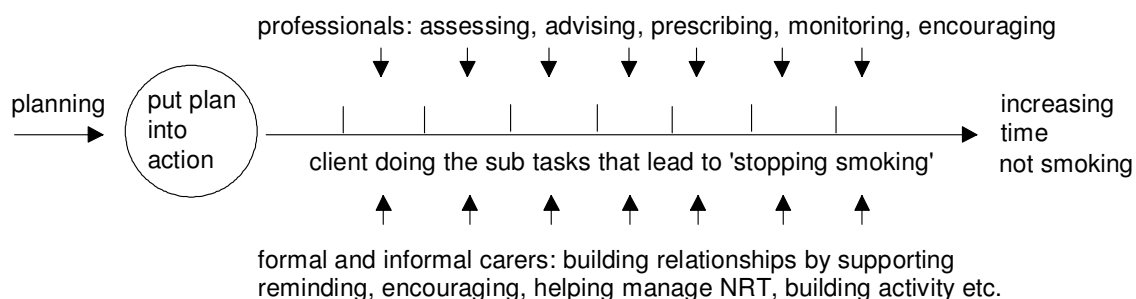 professionals: assessing, advising, prescribing, monitoring, encouraging
planning
put plan
into
action
increasing
time
not smoking
client doing the sub tasks that lead to 'stopping smoking'
formal and informal carers: building relationships by supporting
reminding, encouraging, helping manage NRT, building activity etc.